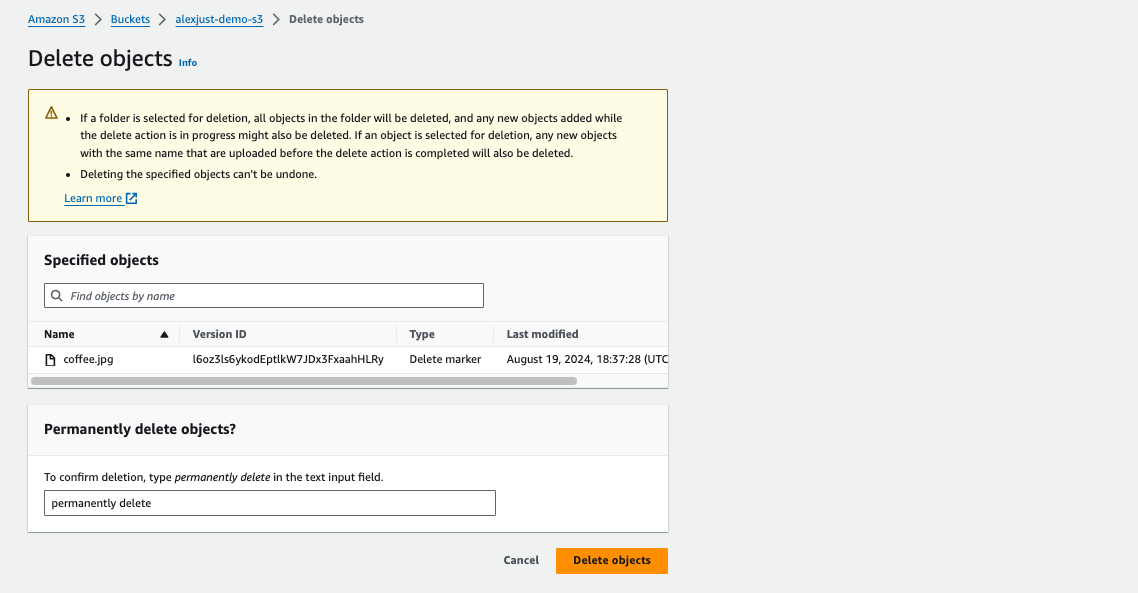 Amazon S3 > Buckets > alexjust-demo-s3 > Delete objects
Delete objects Info
• If a folder is selected for deletion, all objects in the folder will be deleted, and any new objects added while
the delete action is in progress might also be deleted. If an object is selected for deletion, any new objects
with the same name that are uploaded before the delete action is completed will also be deleted.
• Deleting the specified objects can't be undone.
Learn more
Specified objects
Find objects by name
Name Version ID Type Last modified
coffee.jpg l6oz3ls6ykodEptlkW7JDx3FxaahHLRy Delete marker August 19, 2024, 18:37:28 (UTC
Permanently delete objects?
To confirm deletion, type permanently delete in the text input field.
permanently delete
Cancel Delete objects